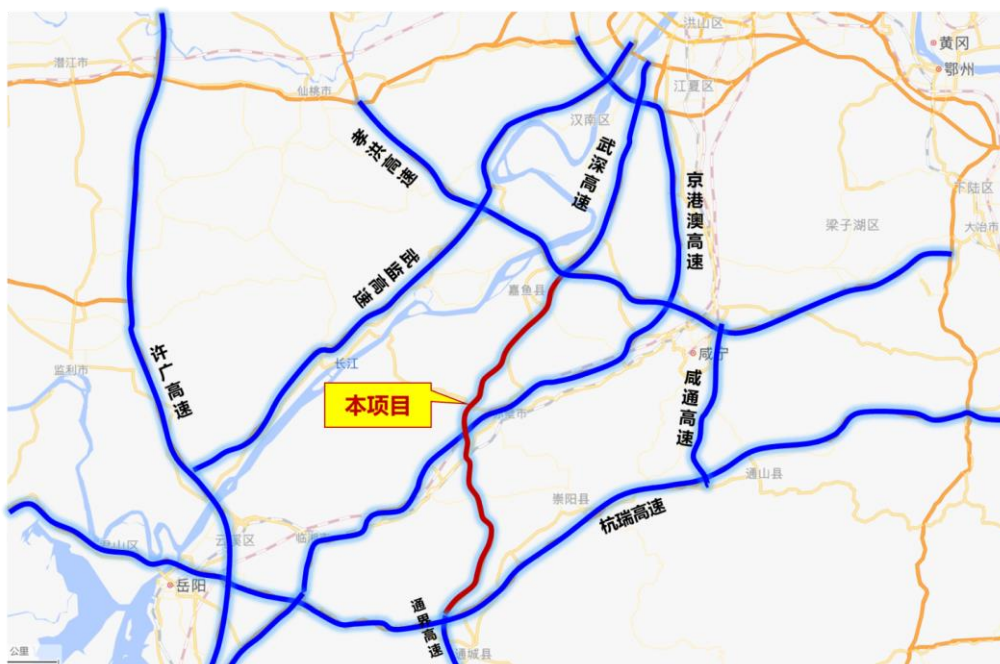 洪山区
黄冈
潜江市
鄂州
仙桃市
江夏区
汉南区
孝洪高速
武深高速
京港澳高速
下陆区
大冶市
梁子湖区
武监高速
嘉鱼县
许广高速
长江
咸宁
监利市
本项目
咸通高速
通山县
崇阳县
杭瑞高速
云溪区
岳阳
通界高速
通城县
公里